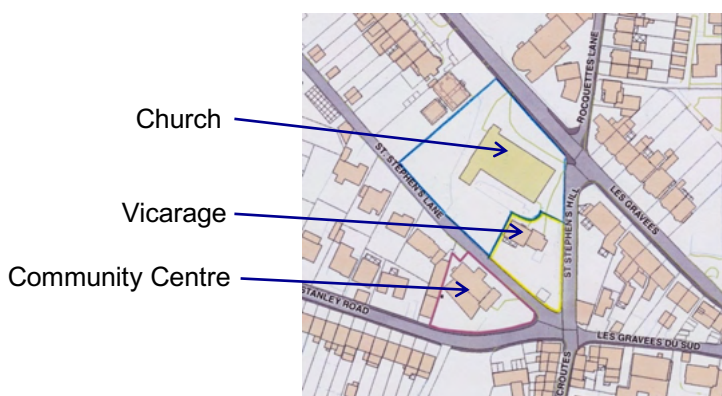 Church
Vicarage
Community Centre
ROCQUETTES LANE
ST. STEPHEN'S LANE
LES GRAVEES
ST STEPHEN'S HILL
STANLEY ROAD
LES GRAVEES DU SUD
CROUTES